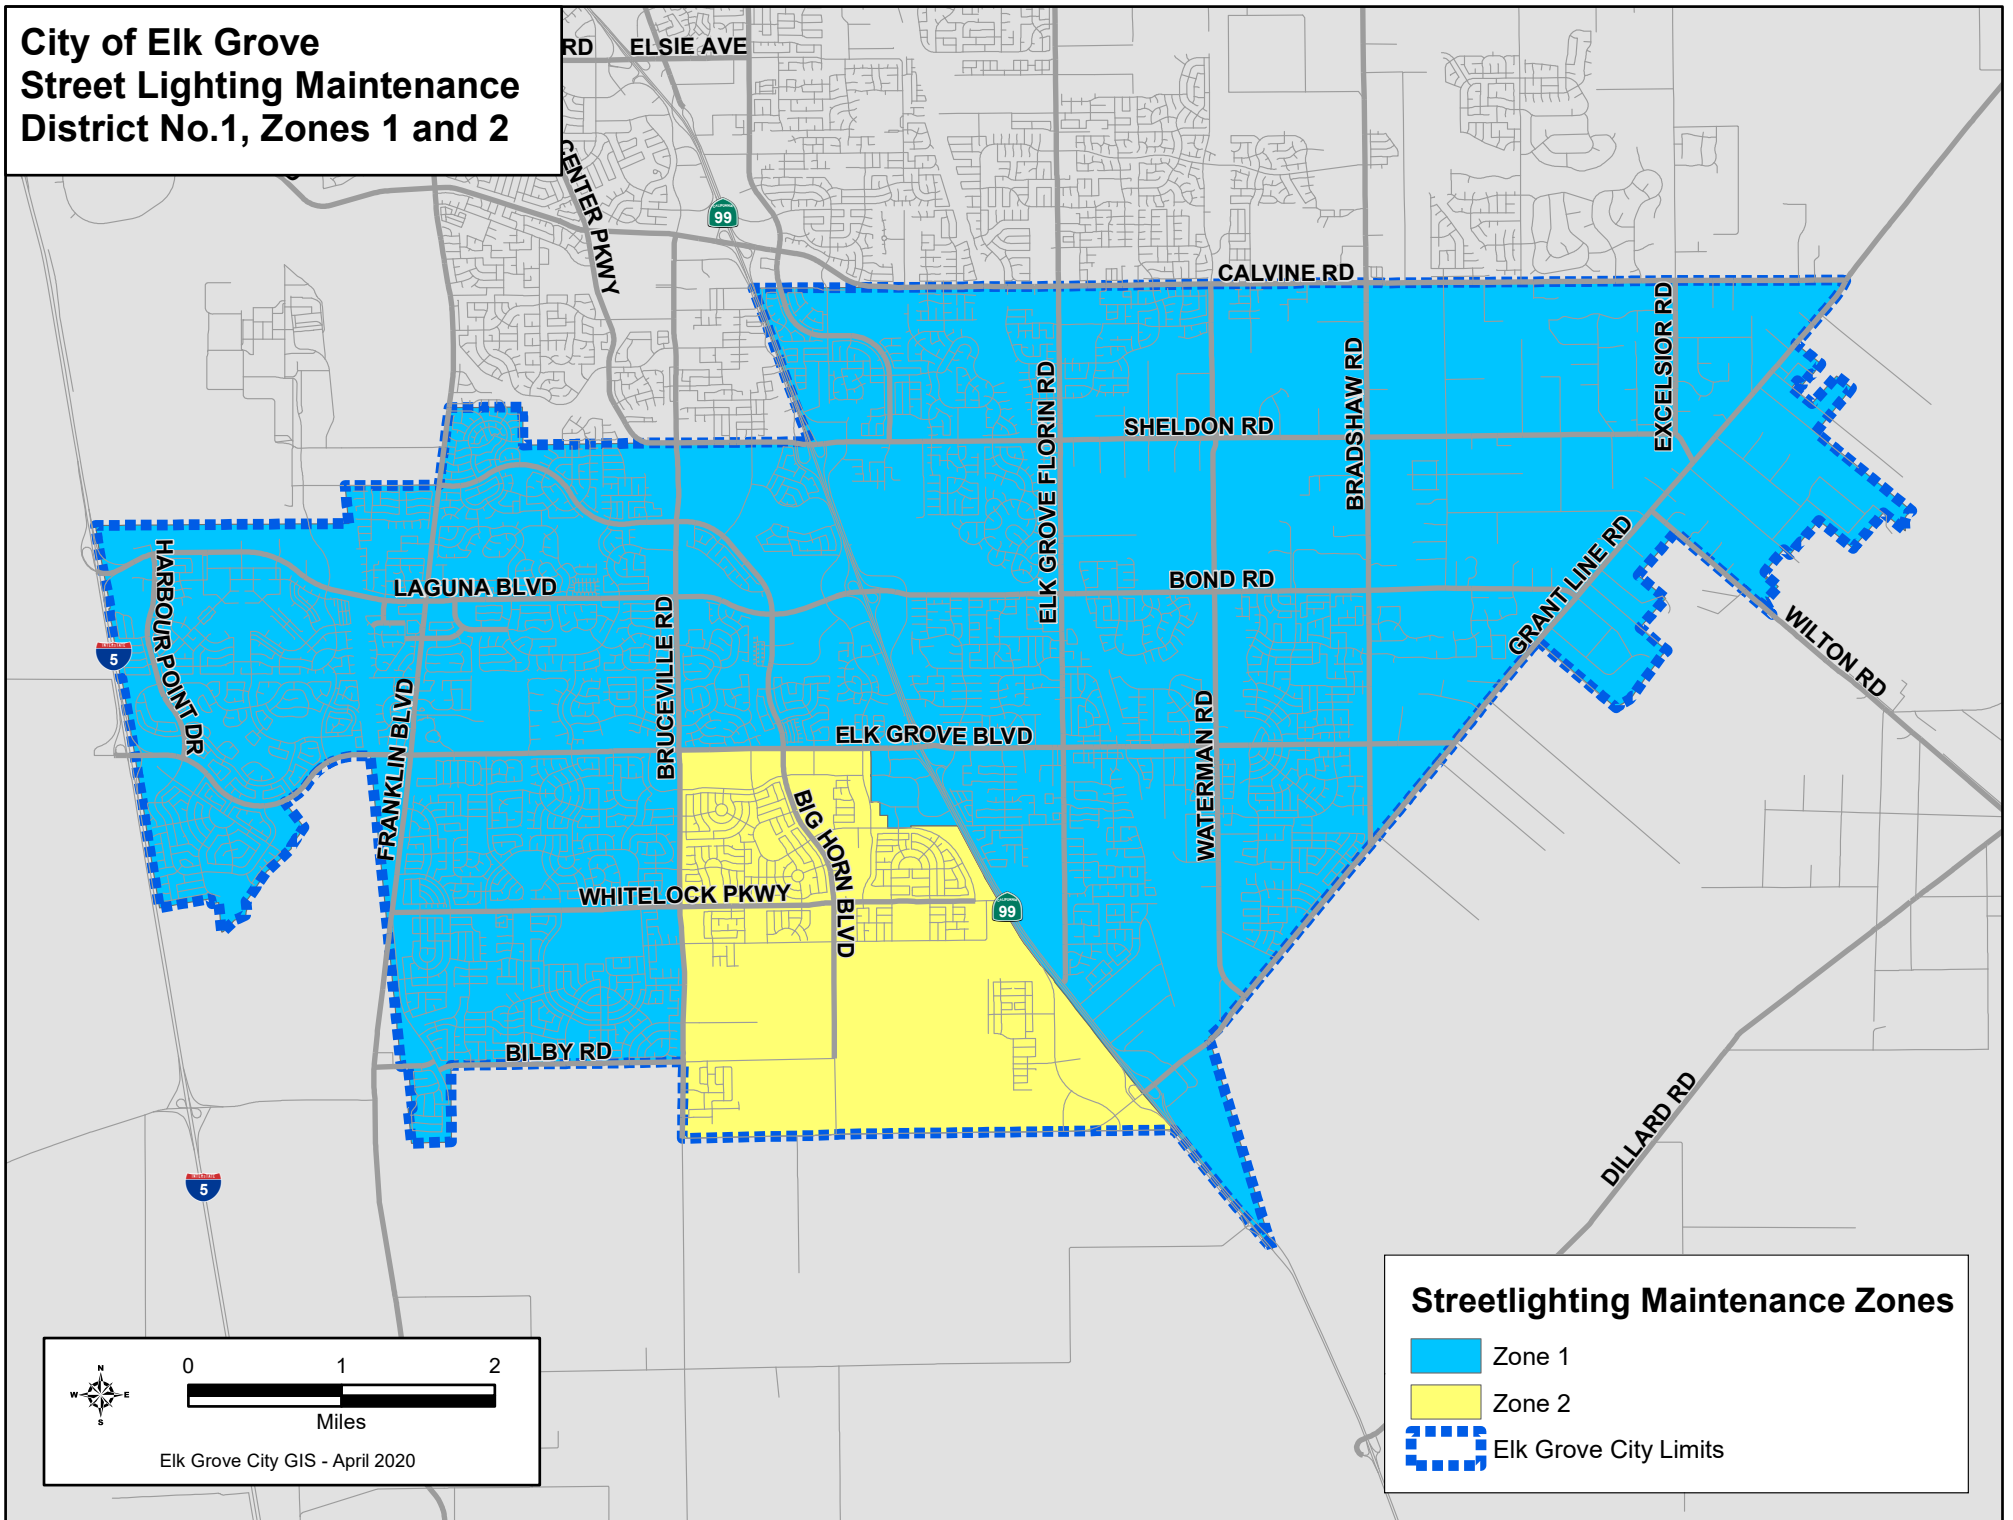 City of Elk Grove
Street Lighting Maintenance
District No.1, Zones 1 and 2
RD
ELSIE AVE
CENTER PKWY
CALIFORNIA
99
CALVINE RD
EXCELSIOR RD
BRADSHAW RD
ELK GROVE FLORIN RD
SHELDON RD
HARBOUR POINT DR
LAGUNA BLVD
BOND RD
GRANT LINE RD
WILTON RD
BRUCEVILLE RD
INTERSTATE
5
FRANKLIN BLVD
ELK GROVE BLVD
WATERMAN RD
BIG HORN BLVD
WHITELOCK PKWY
CALIFORNIA
99
BILBY RD
DILLARD RD
INTERSTATE
5
Streetlighting Maintenance Zones
Zone 1
Zone 2
Elk Grove City Limits
N
W E
S
0 1 2
Miles
Elk Grove City GIS - April 2020